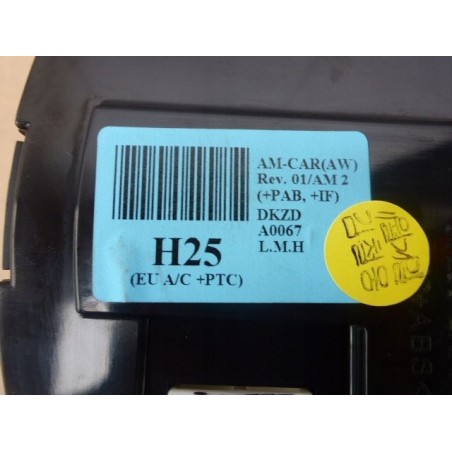 AM-CAR(AW)
Rev. 01/AM 2
(+PAB, +IF)
DKZD
A0067
L.M.H
H25
(EU A/C +PTC)